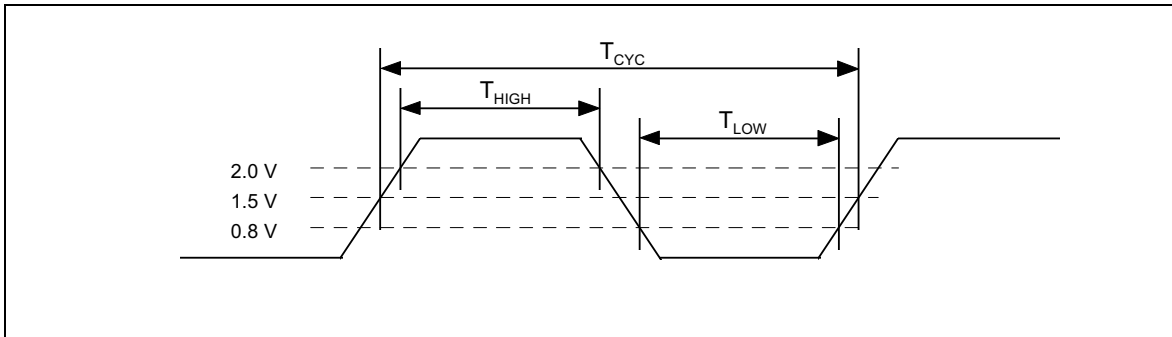 T_CYC
T_HIGH
T_LOW
2.0 V
1.5 V
0.8 V